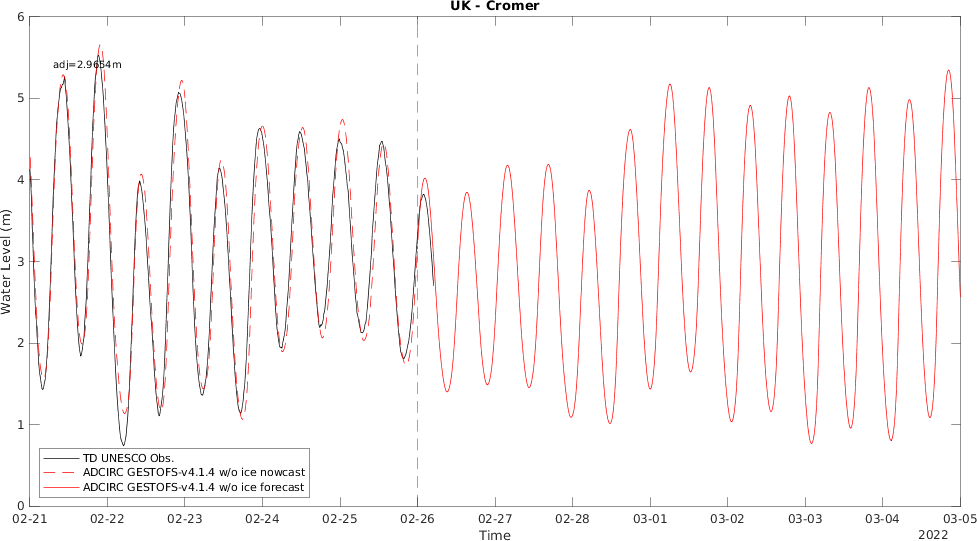 UK - Cromer
6
adj=2.9654m
5
4
3
2
1
0
Water Level (m)
TD UNESCO Obs.
ADCIRC GESTOFS-v4.1.4 w/o ice nowcast
ADCIRC GESTOFS-v4.1.4 w/o ice forecast
02-21 02-22 02-23 02-24 02-25 02-26 02-27 02-28 03-01 03-02 03-03 03-04 03-05
Time
2022